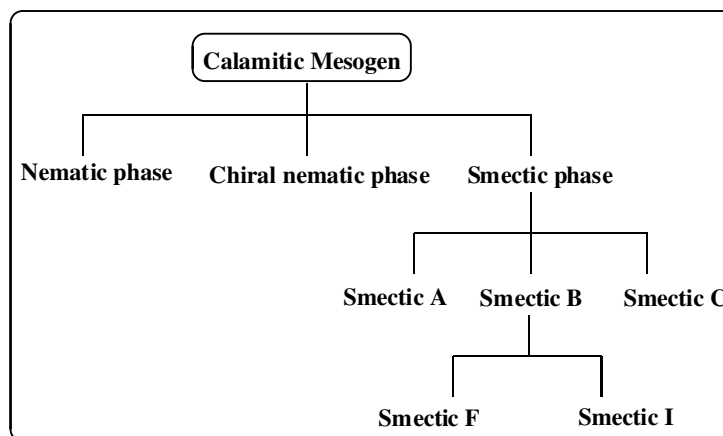 Calamitic Mesogen
Nematic phase Chiral nematic phase Smectic phase
Smectic A Smectic B Smectic C
Smectic F Smectic I